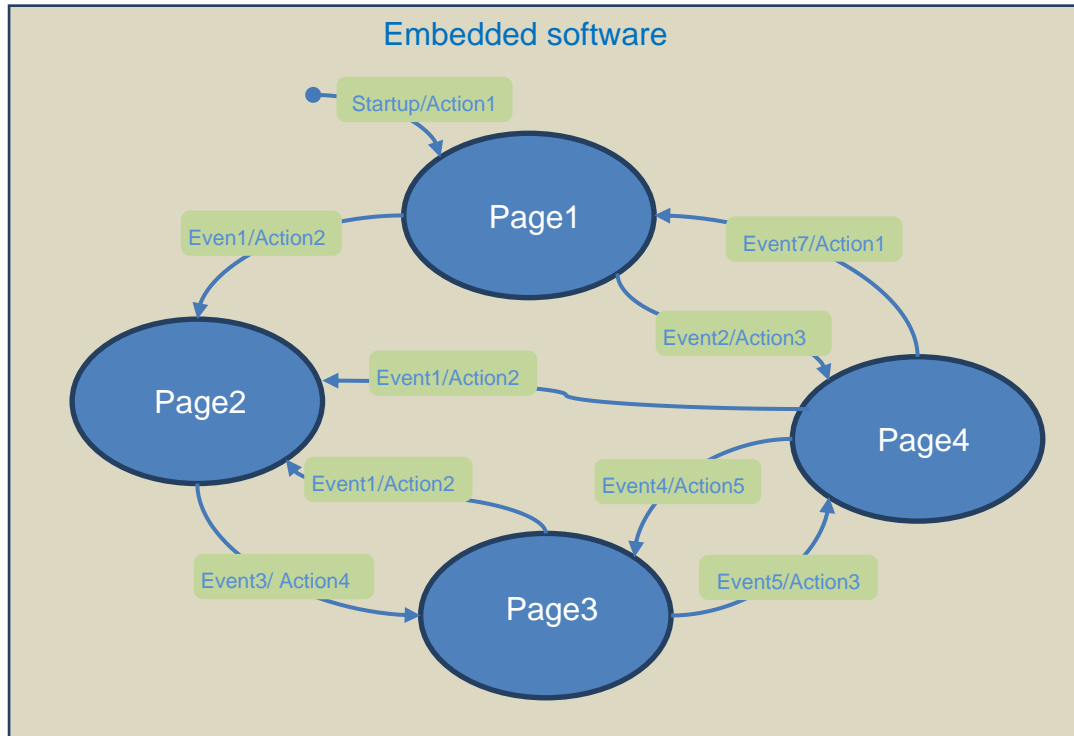 Embedded software
Startup/Action1
Page1
Even1/Action2
Event7/Action1
Event2/Action3
Event1/Action2
Page2
Page4
Event1/Action2
Event4/Action5
Event3/ Action4
Event5/Action3
Page3